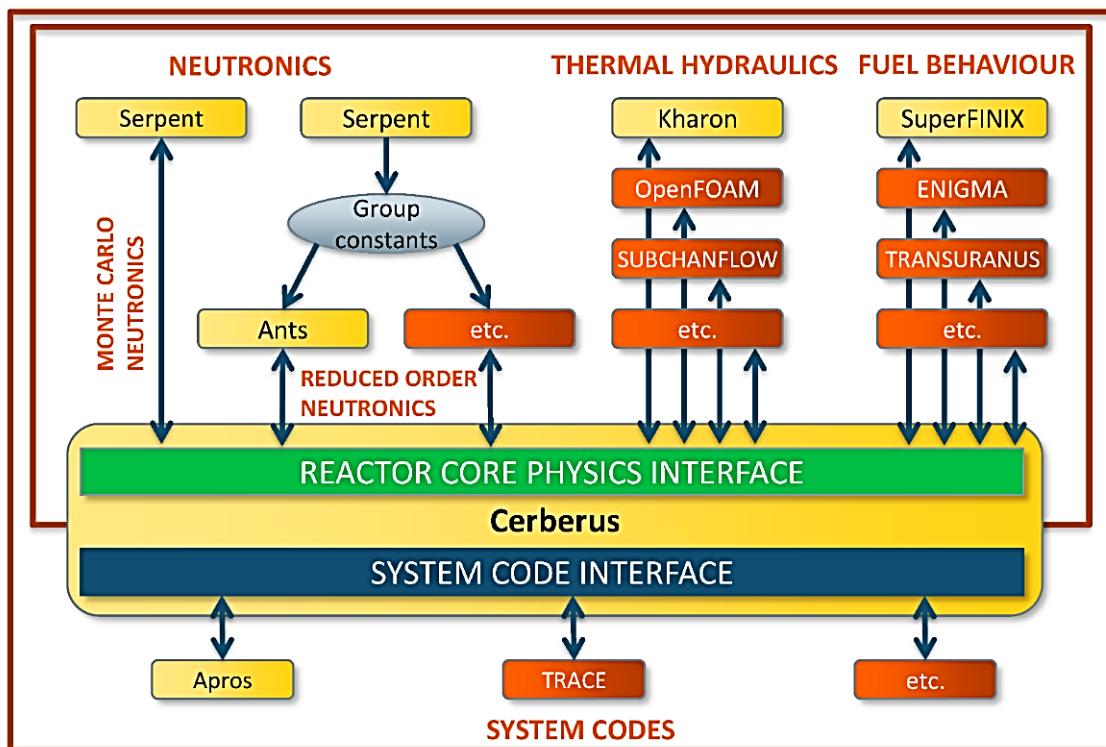 NEUTRONICS
THERMAL HYDRAULICS
FUEL BEHAVIOUR
Serpent
Serpent
Kharon
SuperFINIX
OpenFOAM
ENIGMA
Group
constants
SUBCHANFLOW
TRANSURANUS
MONTE CARLO
NEUTRONICS
Ants
etc.
etc.
etc.
REDUCED ORDER
NEUTRONICS
REACTOR CORE PHYSICS INTERFACE
Cerberus
SYSTEM CODE INTERFACE
Apros
TRACE
etc.
SYSTEM CODES